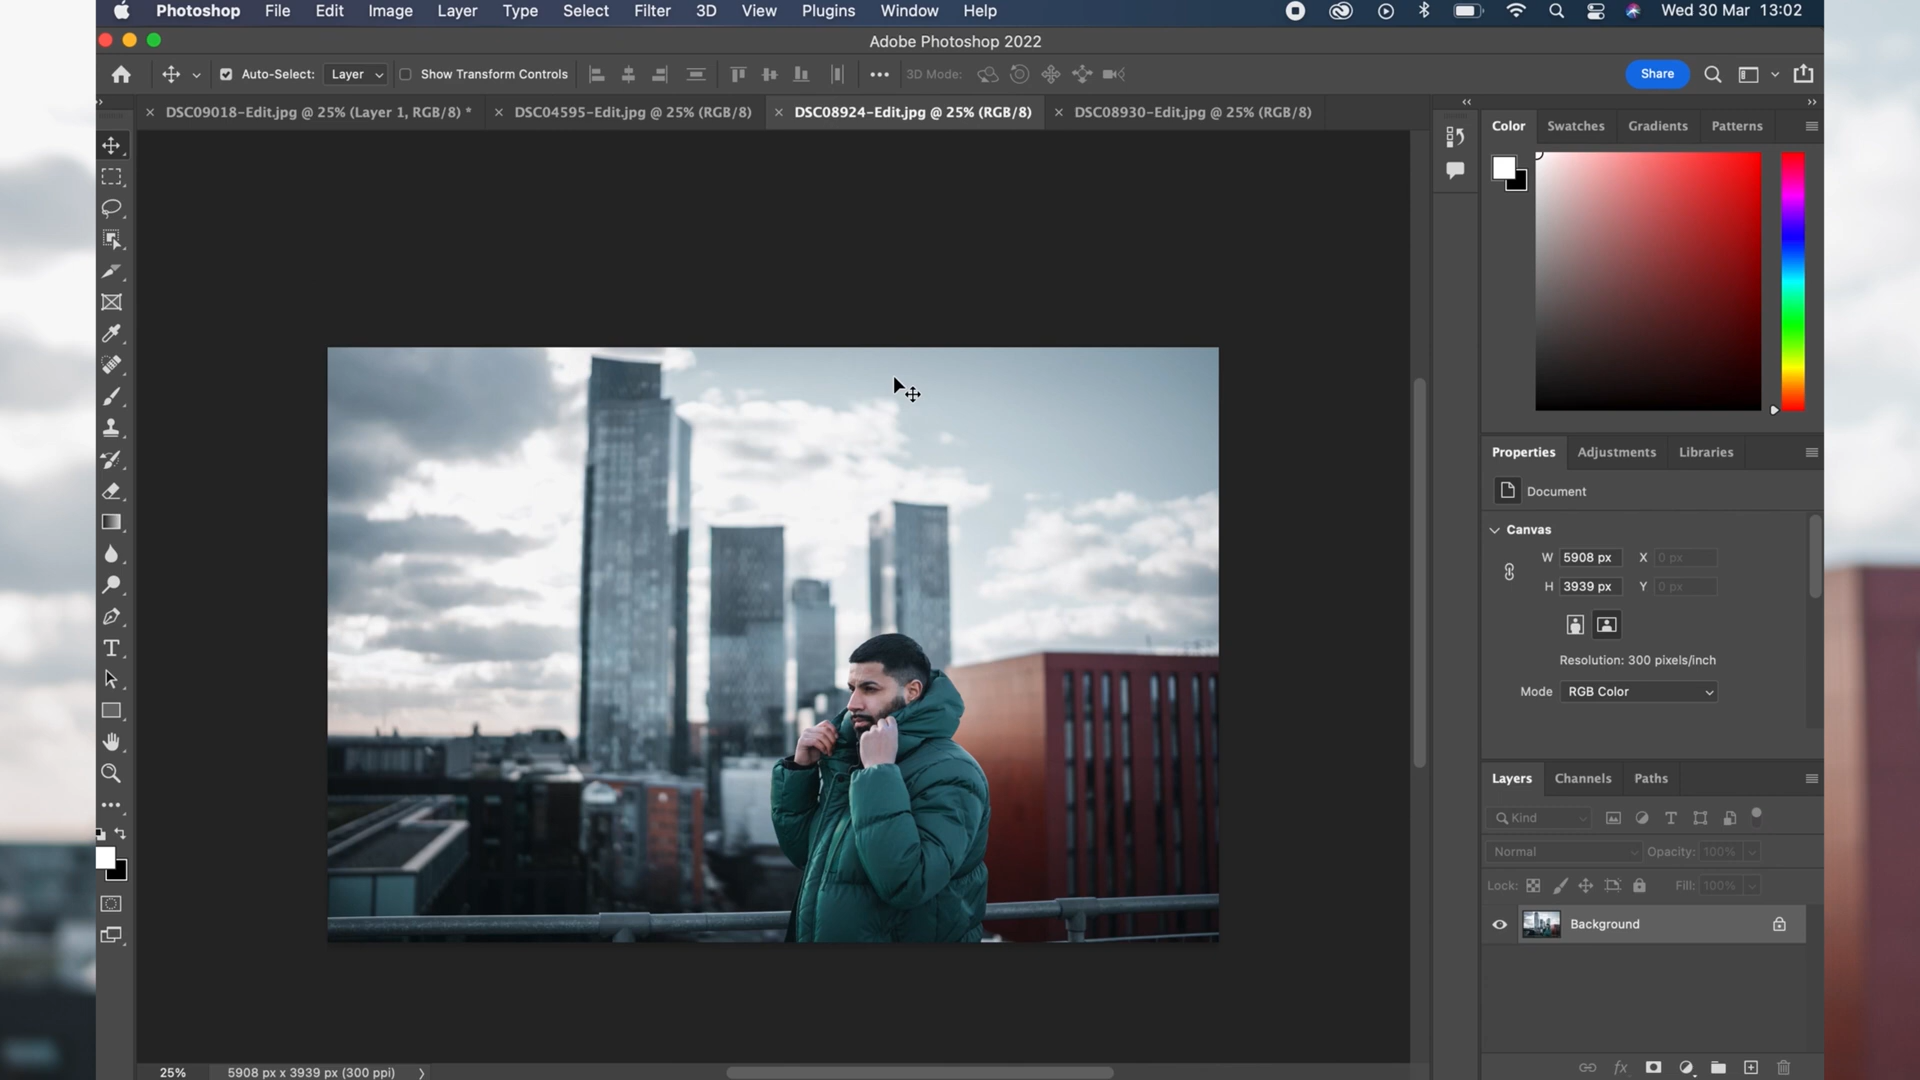 Photoshop File Edit Image Layer Type Select Filter 3D View Plugins Window Help Wed 30 Mar 13:02
Adobe Photoshop 2022
Auto-Select: Layer Show Transform Controls 3D Mode: Share
DSC09018-Edit.jpg @ 25% (Layer 1, RGB/8) * DSC04595-Edit.jpg @ 25% (RGB/8) DSC08924-Edit.jpg @ 25% (RGB/8) DSC08930-Edit.jpg @ 25% (RGB/8)
Color Swatches Gradients Patterns
Properties Adjustments Libraries
Document
Canvas
W 5908 px X 0 px
H 3939 px Y 0 px
Resolution: 300 pixels/inch
Mode RGB Color
Layers Channels Paths
Kind
Normal Opacity: 100%
Lock: Fill: 100%
Background
25% 5908 px x 3939 px (300 ppi)